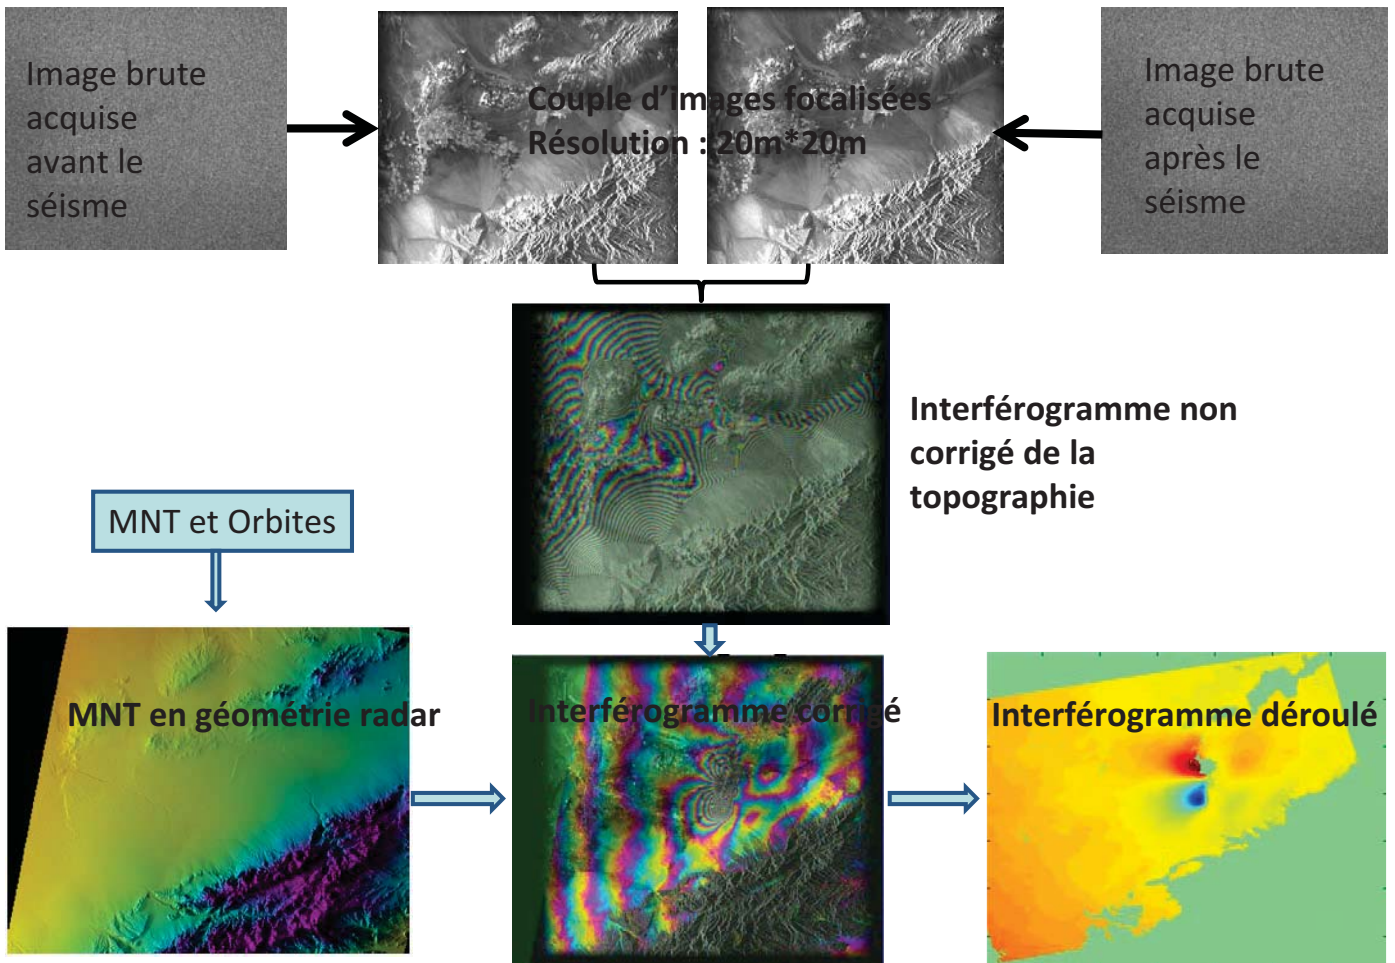 Image brute
acquise
avant le
séisme
Couple d’images focalisées
Résolution : 20m*20m
Image brute
acquise
après le
séisme
Interférogramme non
corrigé de la
topographie
MNT et Orbites
MNT en géométrie radar
Interférogramme corrigé
Interférogramme déroulé